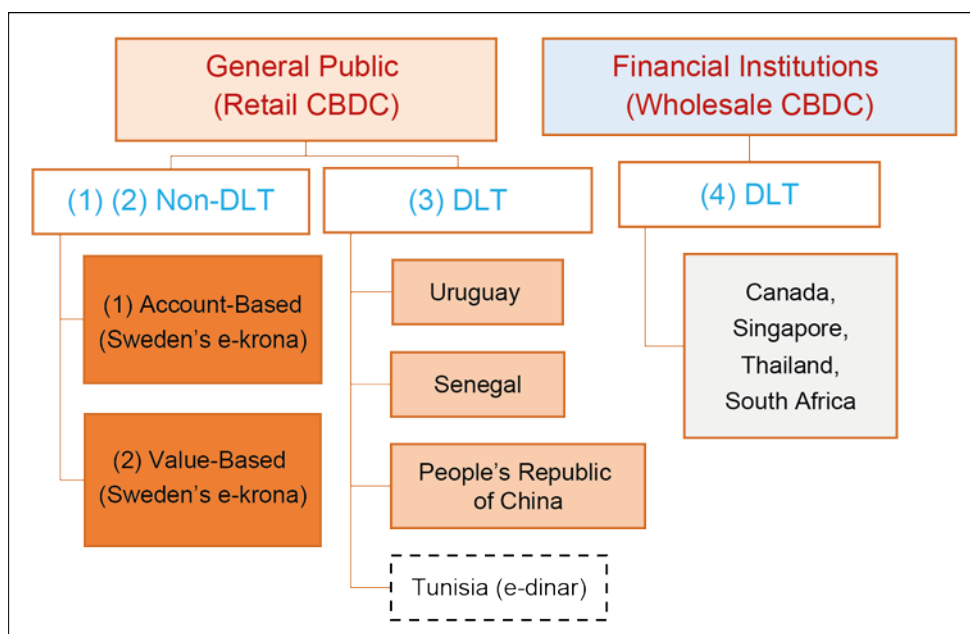 General Public
(Retail CBDC)
Financial Institutions
(Wholesale CBDC)
(1) (2) Non-DLT
(3) DLT
(4) DLT
(1) Account-Based
(Sweden's e-krona)
(2) Value-Based
(Sweden's e-krona)
Uruguay
Senegal
People's Republic
of China
Tunisia (e-dinar)
Canada,
Singapore,
Thailand,
South Africa